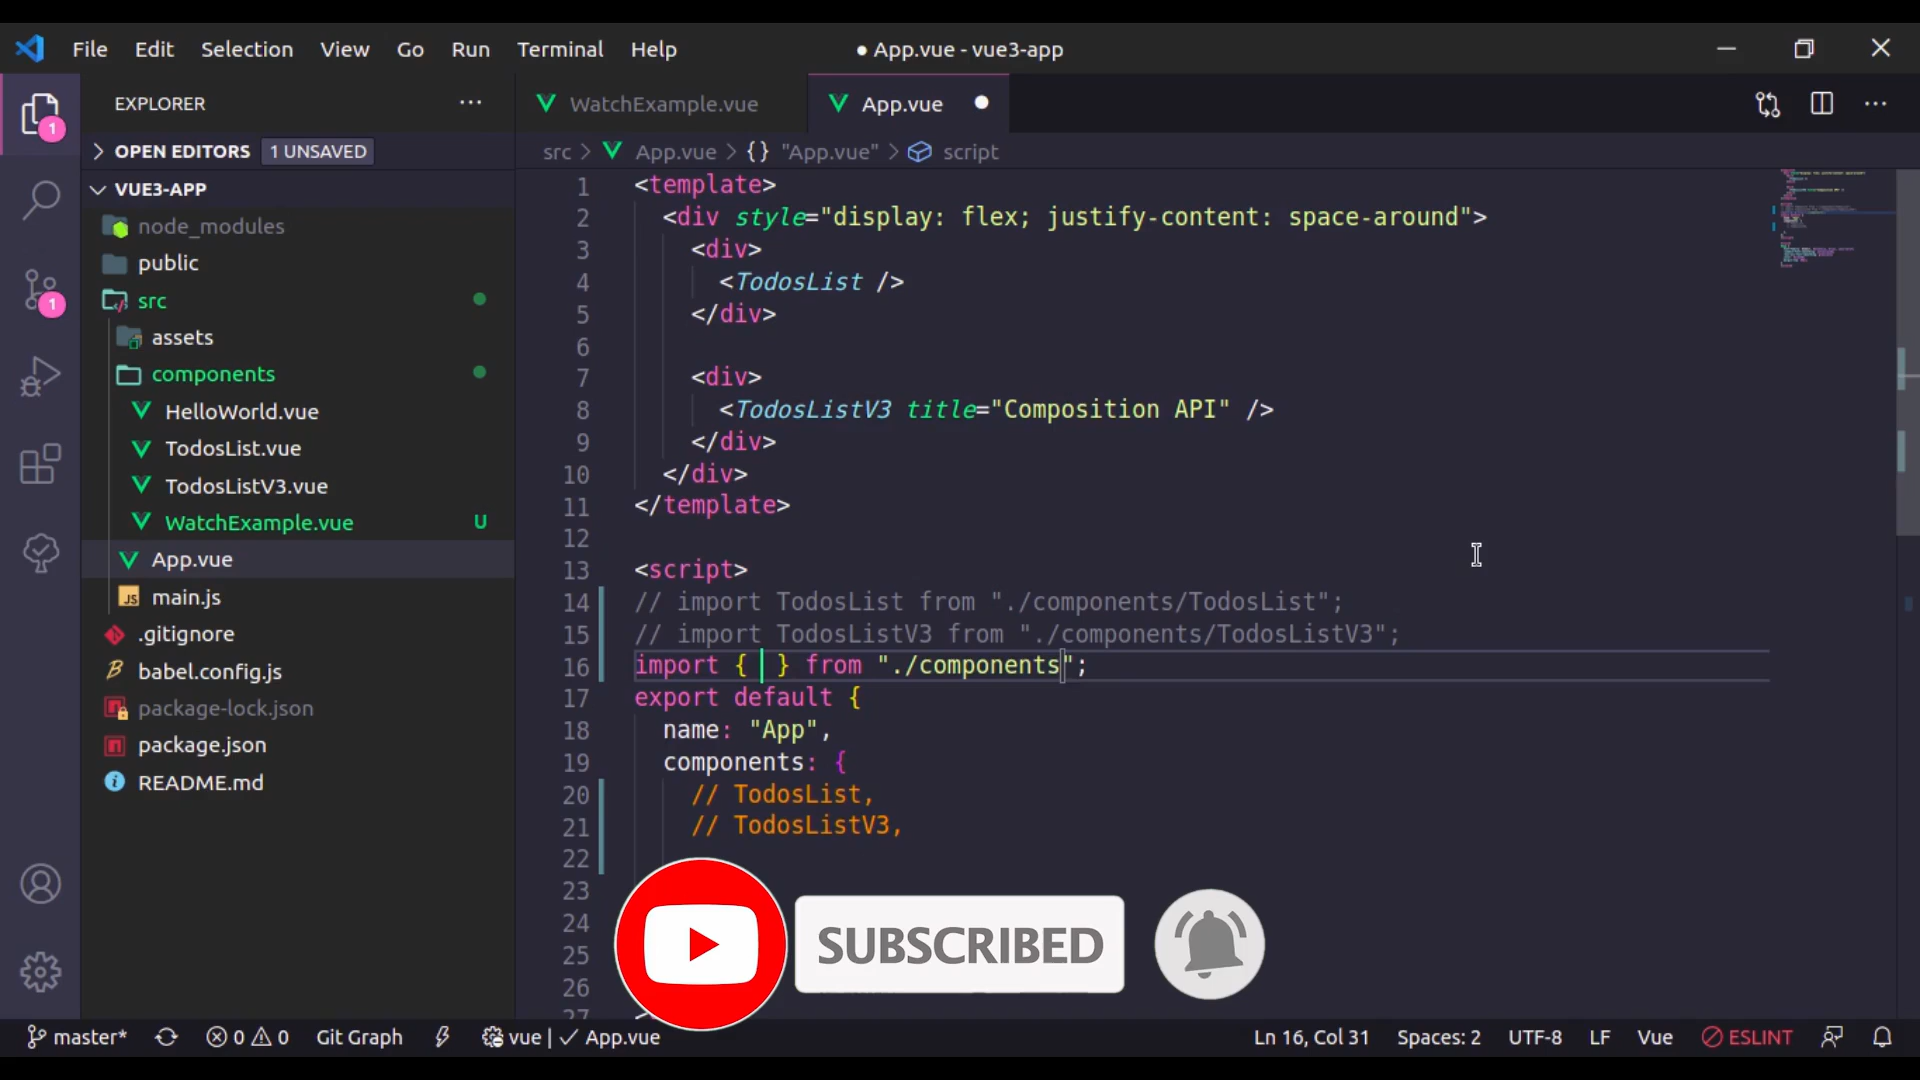 File Edit Selection View Go Run Terminal Help
● App.vue - vue3-app
EXPLORER
OPEN EDITORS 1 UNSAVED
VUE3-APP
node_modules
public
src
assets
components
HelloWorld.vue
TodosList.vue
TodosListV3.vue
WatchExample.vue U
App.vue
JS main.js
.gitignore
babel.config.js
package-lock.json
package.json
README.md
1
1
WatchExample.vue
App.vue
src > App.vue > {} "App.vue" > script
1 <template>
2 <div style="display: flex; justify-content: space-around">
3 <div>
4 <TodosList />
5 </div>
6
7 <div>
8 <TodosListV3 title="Composition API" />
9 </div>
10 </div>
11 </template>
12
13 <script>
14 // import TodosList from "./components/TodosList";
15 // import TodosListV3 from "./components/TodosListV3";
16 import { } from "./components";
17 export default {
18 name: "App",
19 components: {
20 // TodosList,
21 // TodosListV3,
22
23
24
25
26
27
SUBSCRIBED
master* 0 0 Git Graph vue | ✓ App.vue
Ln 16, Col 31 Spaces: 2 UTF-8 LF Vue ESLINT